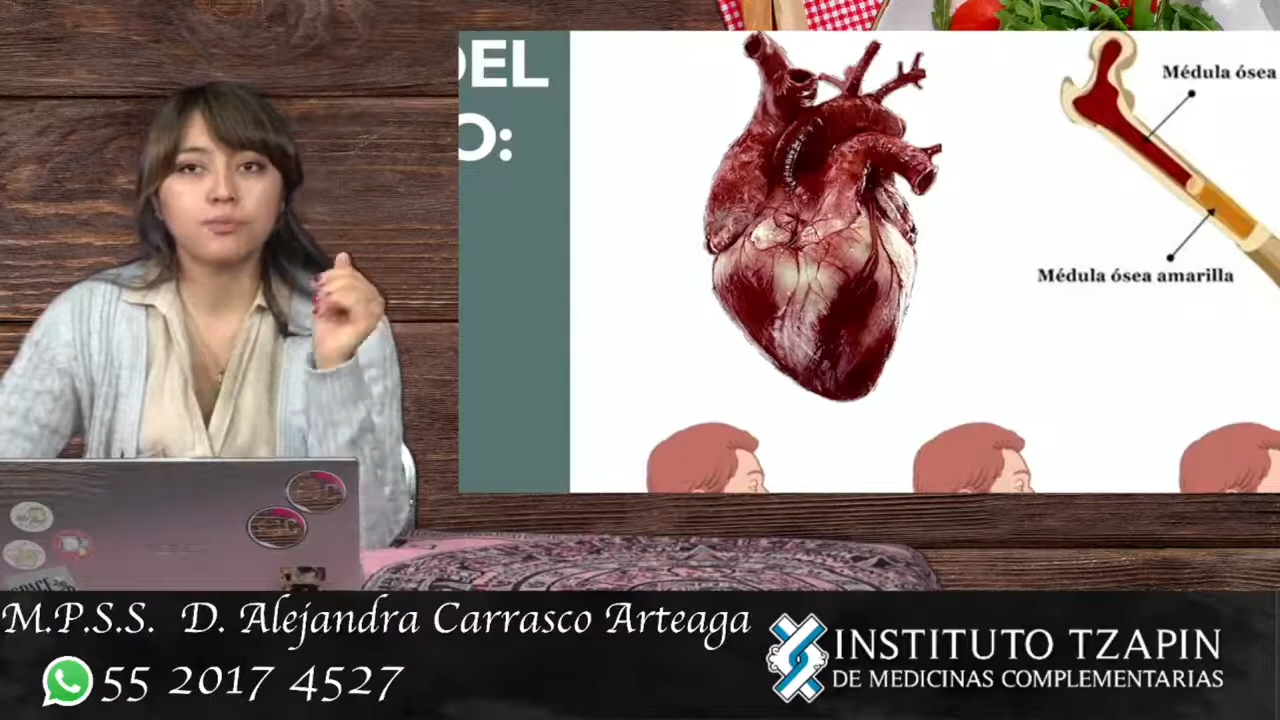 DEL
O:
Médula ósea
Médula ósea amarilla
M.P.S.S. D. Alejandra Carrasco Arteaga
55 2017 4527
INSTITUTO TZAPIN
DE MEDICINAS COMPLEMENTARIAS